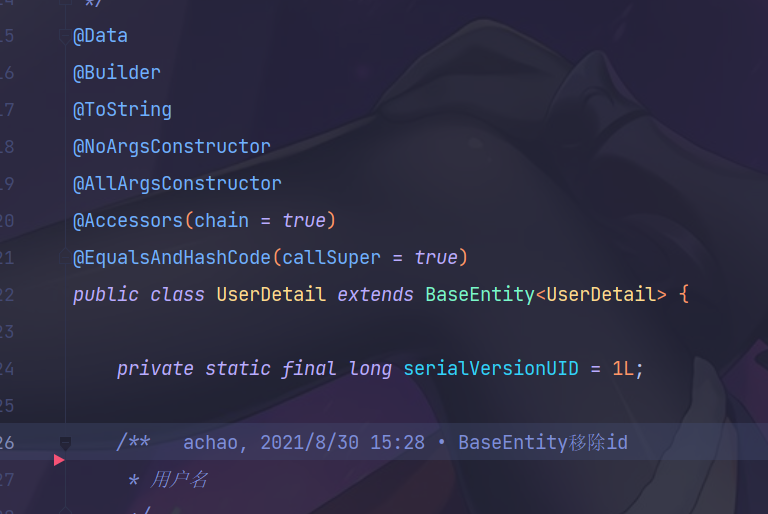 14 */
15 @Data
16 @Builder
17 @ToString
18 @NoArgsConstructor
19 @AllArgsConstructor
20 @Accessors(chain = true)
21 @EqualsAndHashCode(callSuper = true)
22 public class UserDetail extends BaseEntity<UserDetail> {
23
24 private static final long serialVersionUID = 1L;
25
26 /** achao, 2021/8/30 15:28 • BaseEntity移除id
27 * 用户名
*/